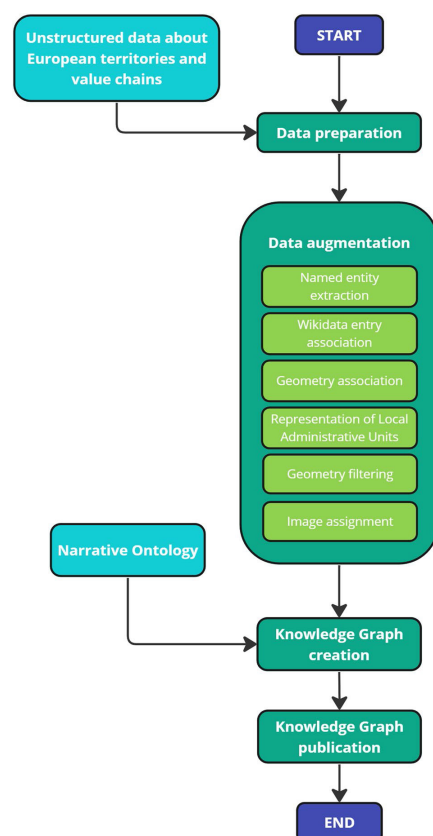 Unstructured data about
European territories and
value chains
START
Data preparation
Data augmentation
Named entity
extraction
Wikidata entry
association
Geometry association
Representation of Local
Administrative Units
Geometry filtering
Image assignment
Narrative Ontology
Knowledge Graph
creation
Knowledge Graph
publication
END